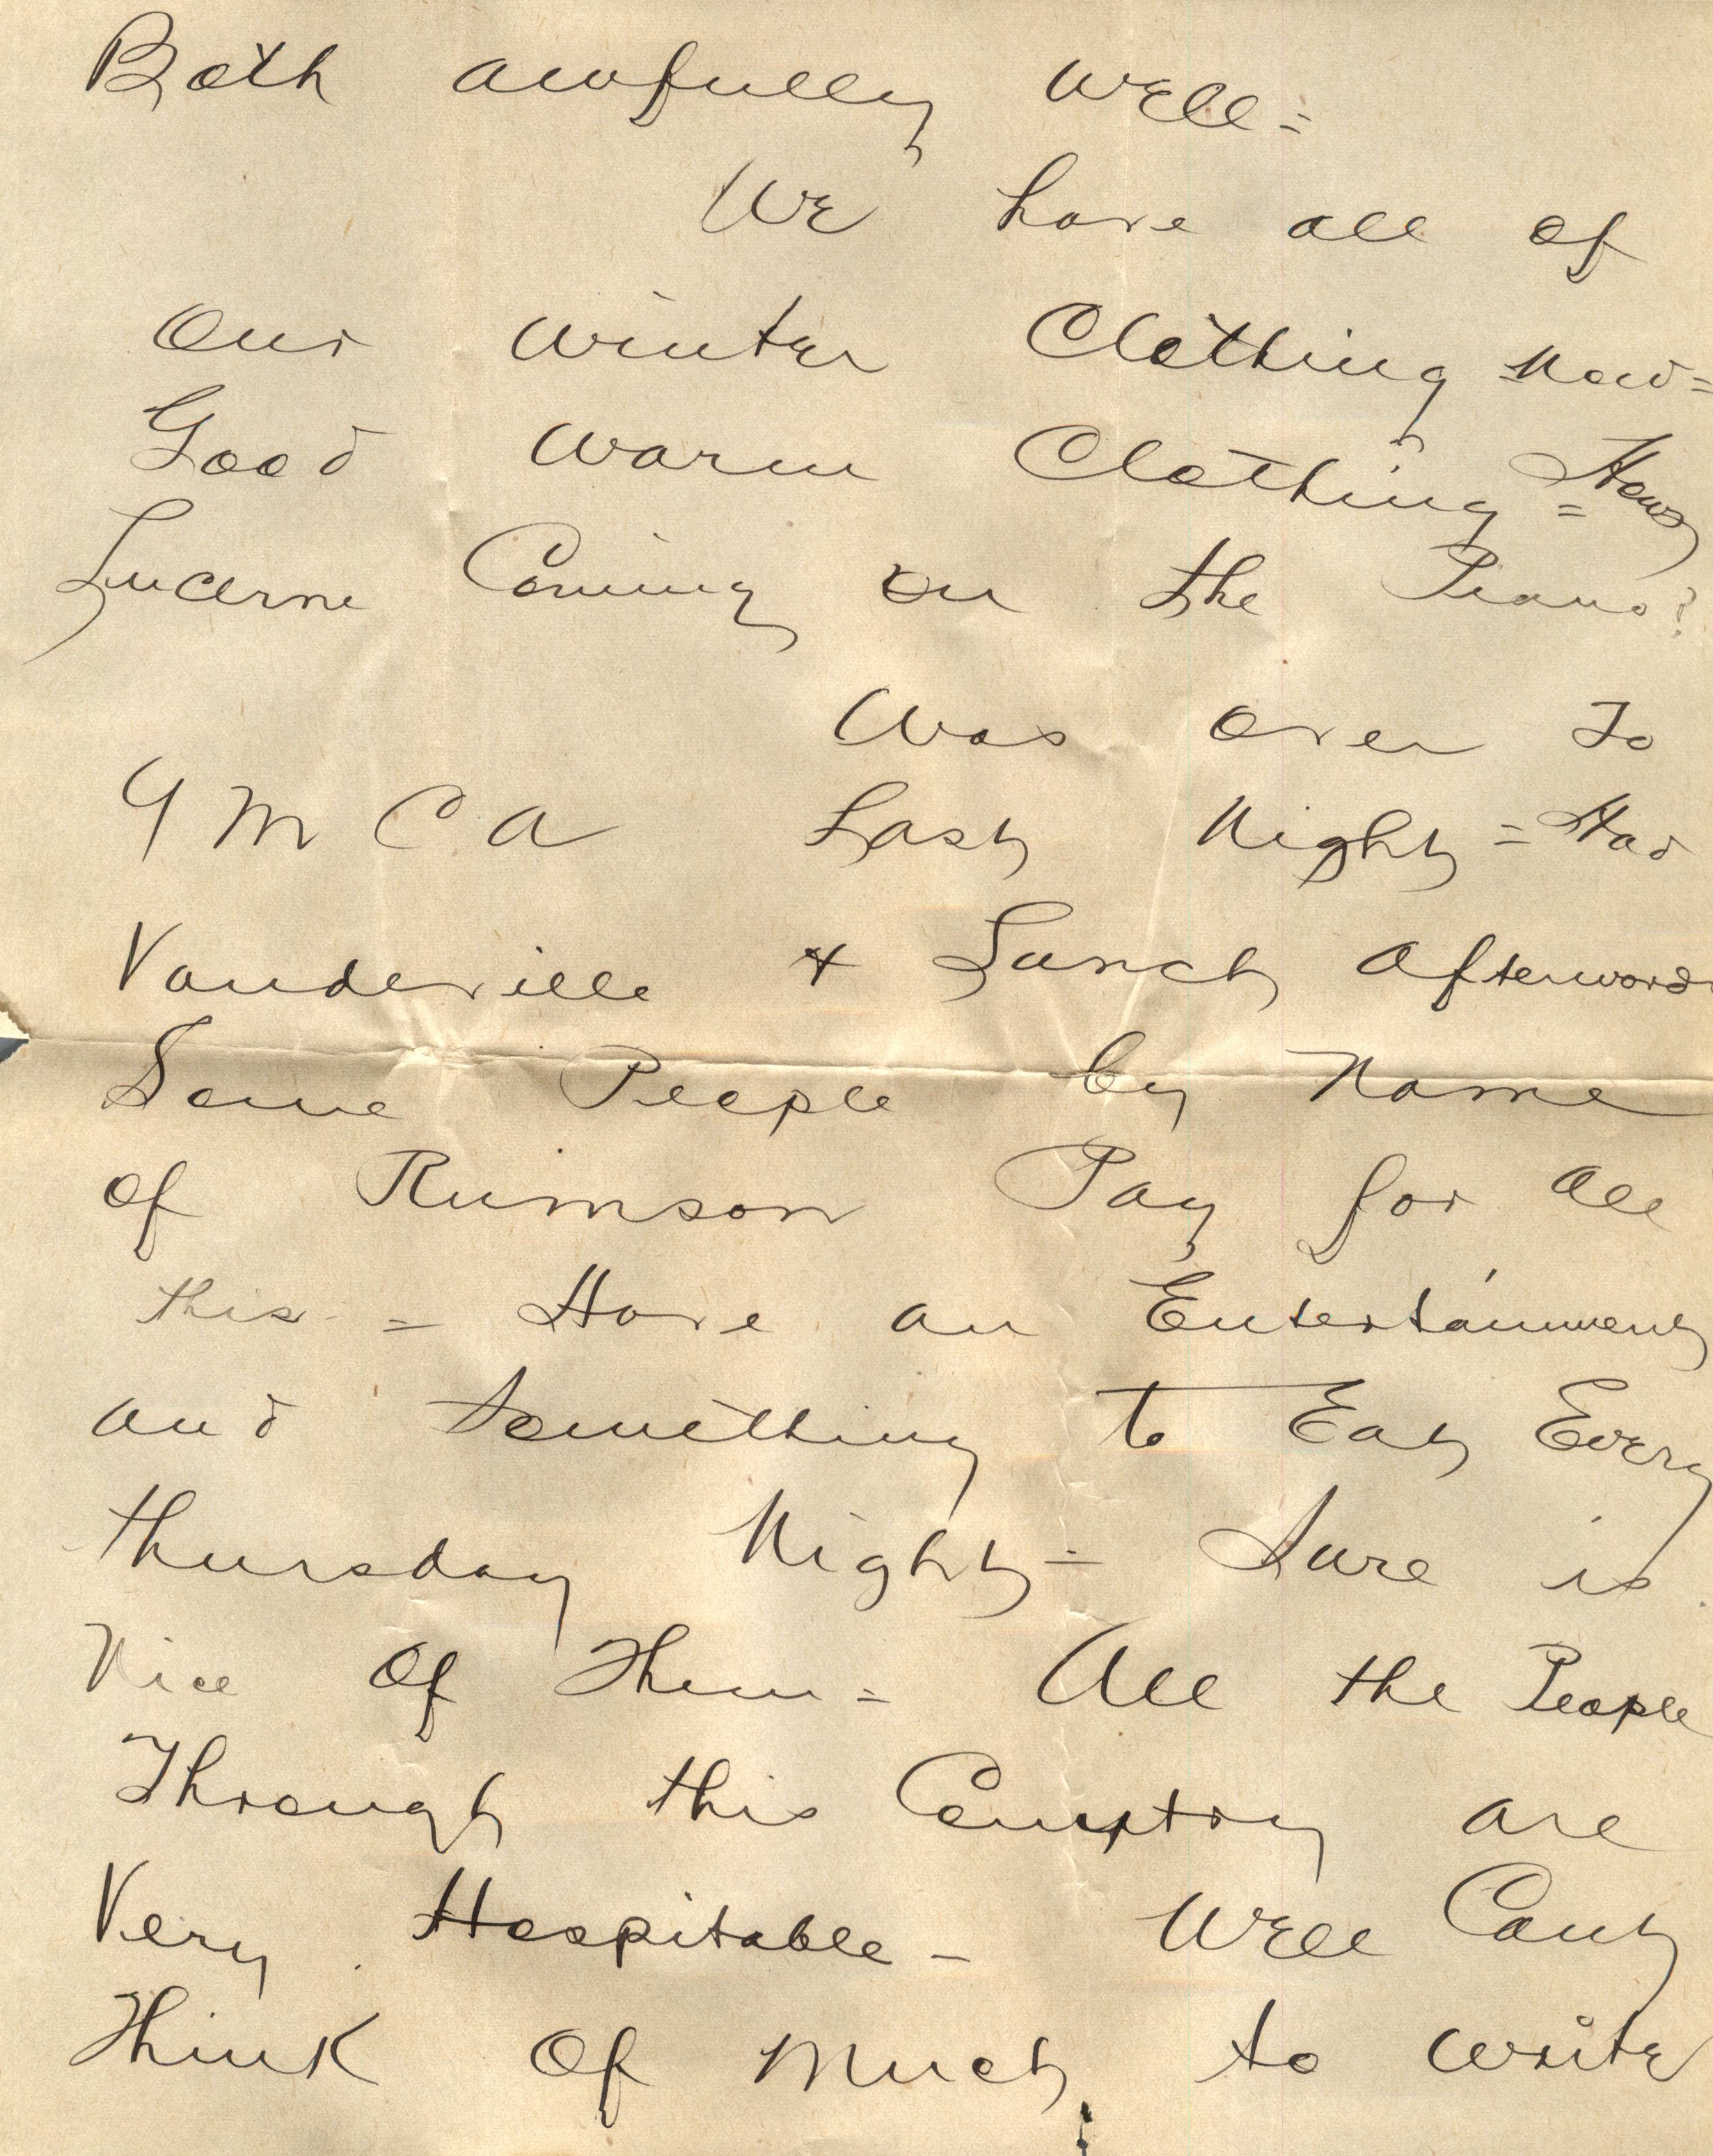 Both awfully well =
We have all of
Our winter Clothing = Now =
Good warm Clothing = Hows
Lucerne Coming on the Piano?
Was over To
Y M C A Last Night = Had
Vaudeville & Lunch Afterwards
Some People by Name
of Rumson Pay for all
this = Have an Entertainment
and Something to Eat Every
Thursday Night = Sure is
Nice Of Them = All the People
Through this Country are
Very Hospitable - Well Cant
Think Of Much to write